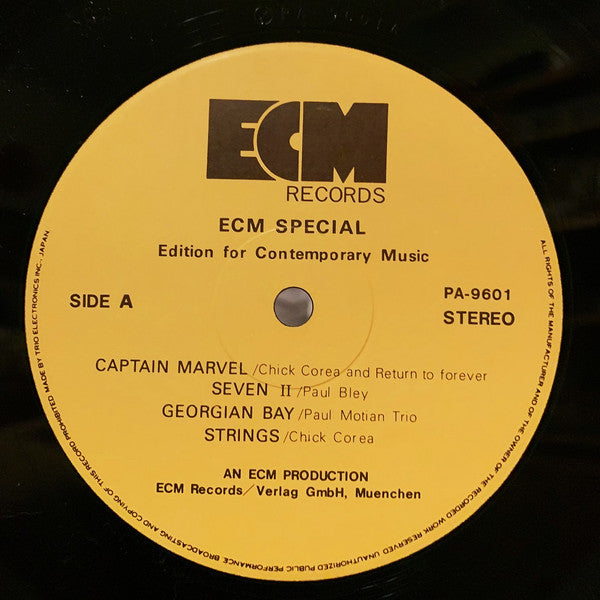 ECM
RECORDS
ECM SPECIAL
Edition for Contemporary Music
SIDE A
PA-9601
STEREO
CAPTAIN MARVEL/Chick Corea and Return to forever
SEVEN II/Paul Bley
GEORGIAN BAY/Paul Motian Trio
STRINGS/Chick Corea
AN ECM PRODUCTION
ECM Records/Verlag GmbH, Muenchen
ALL RIGHTS OF THE MANUFACTURER AND OF THE OWNER OF THE RECORDED WORK RESERVED UNAUTHORIZED PUBLIC PERFORMANCE BROADCASTING AND COPYING OF THIS RECORD PROHIBITED MADE BY TRIO ELECTRONICS INC., JAPAN